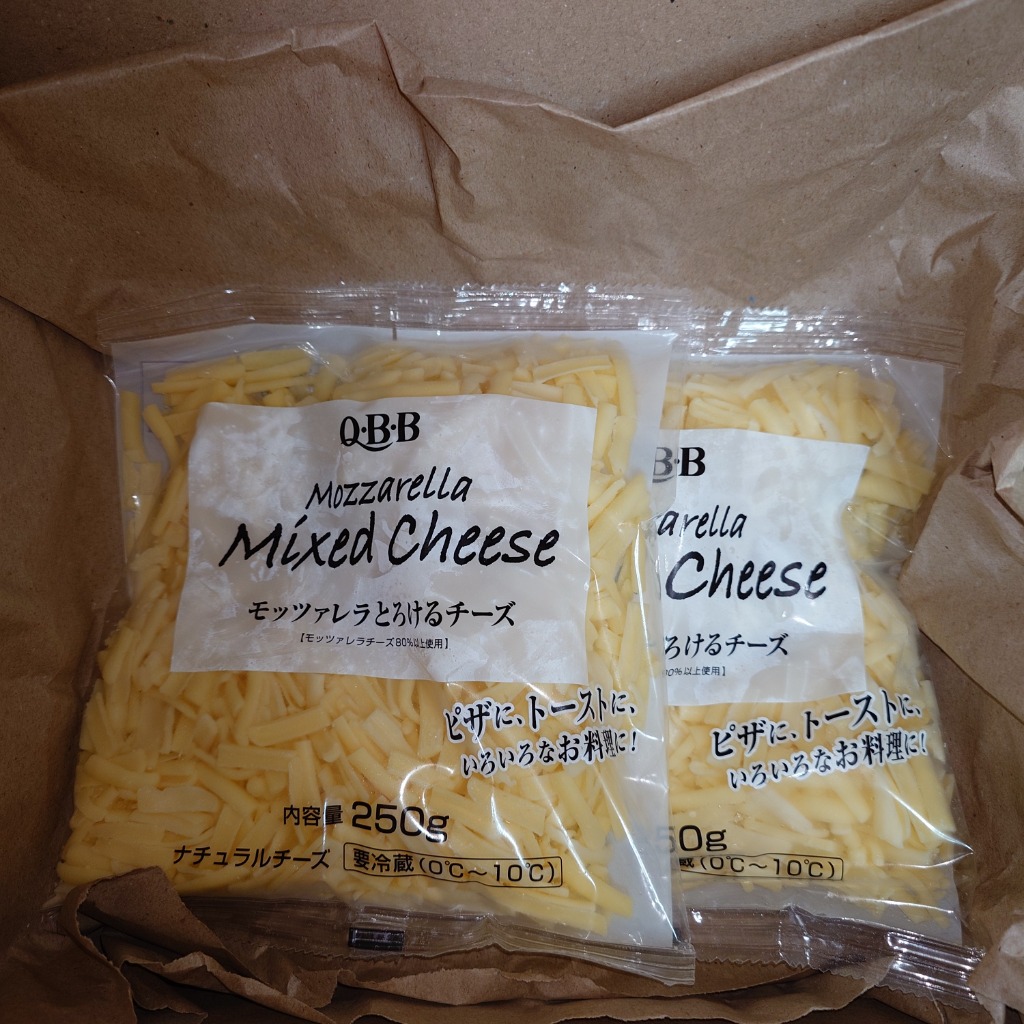 Q·B·B
Mozzarella
Mixed Cheese
モッツァレラとろけるチーズ
【モッツァレラチーズ80%以上使用】
ピザに、トーストに、
いろいろなお料理に!
内容量 250g
ナチュラルチーズ 要冷蔵(0℃~10℃)
B·B
arella
Cheese
ろけるチーズ
0%以上使用】
ピザに、トーストに、
いろいろなお料理に!
50g
蔵(0℃~10℃)